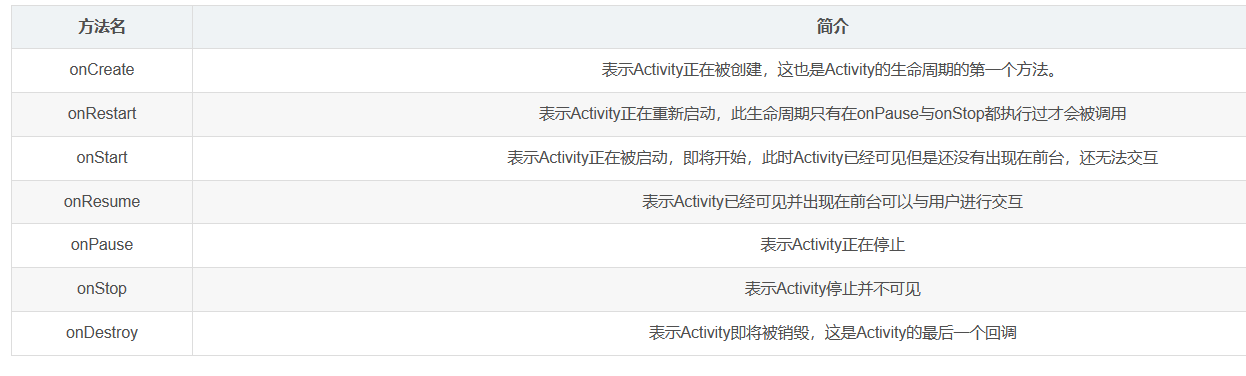 方法名 简介
onCreate 表示Activity正在被创建，这也是Activity的生命周期的第一个方法。
onRestart 表示Activity正在重新启动，此生命周期只有在onPause与onStop都执行过才会被调用
onStart 表示Activity正在被启动，即将开始，此时Activity已经可见但是还没有出现在前台，还无法交互
onResume 表示Activity已经可见并出现在前台可以与用户进行交互
onPause 表示Activity正在停止
onStop 表示Activity停止并不可见
onDestroy 表示Activity即将被销毁，这是Activity的最后一个回调